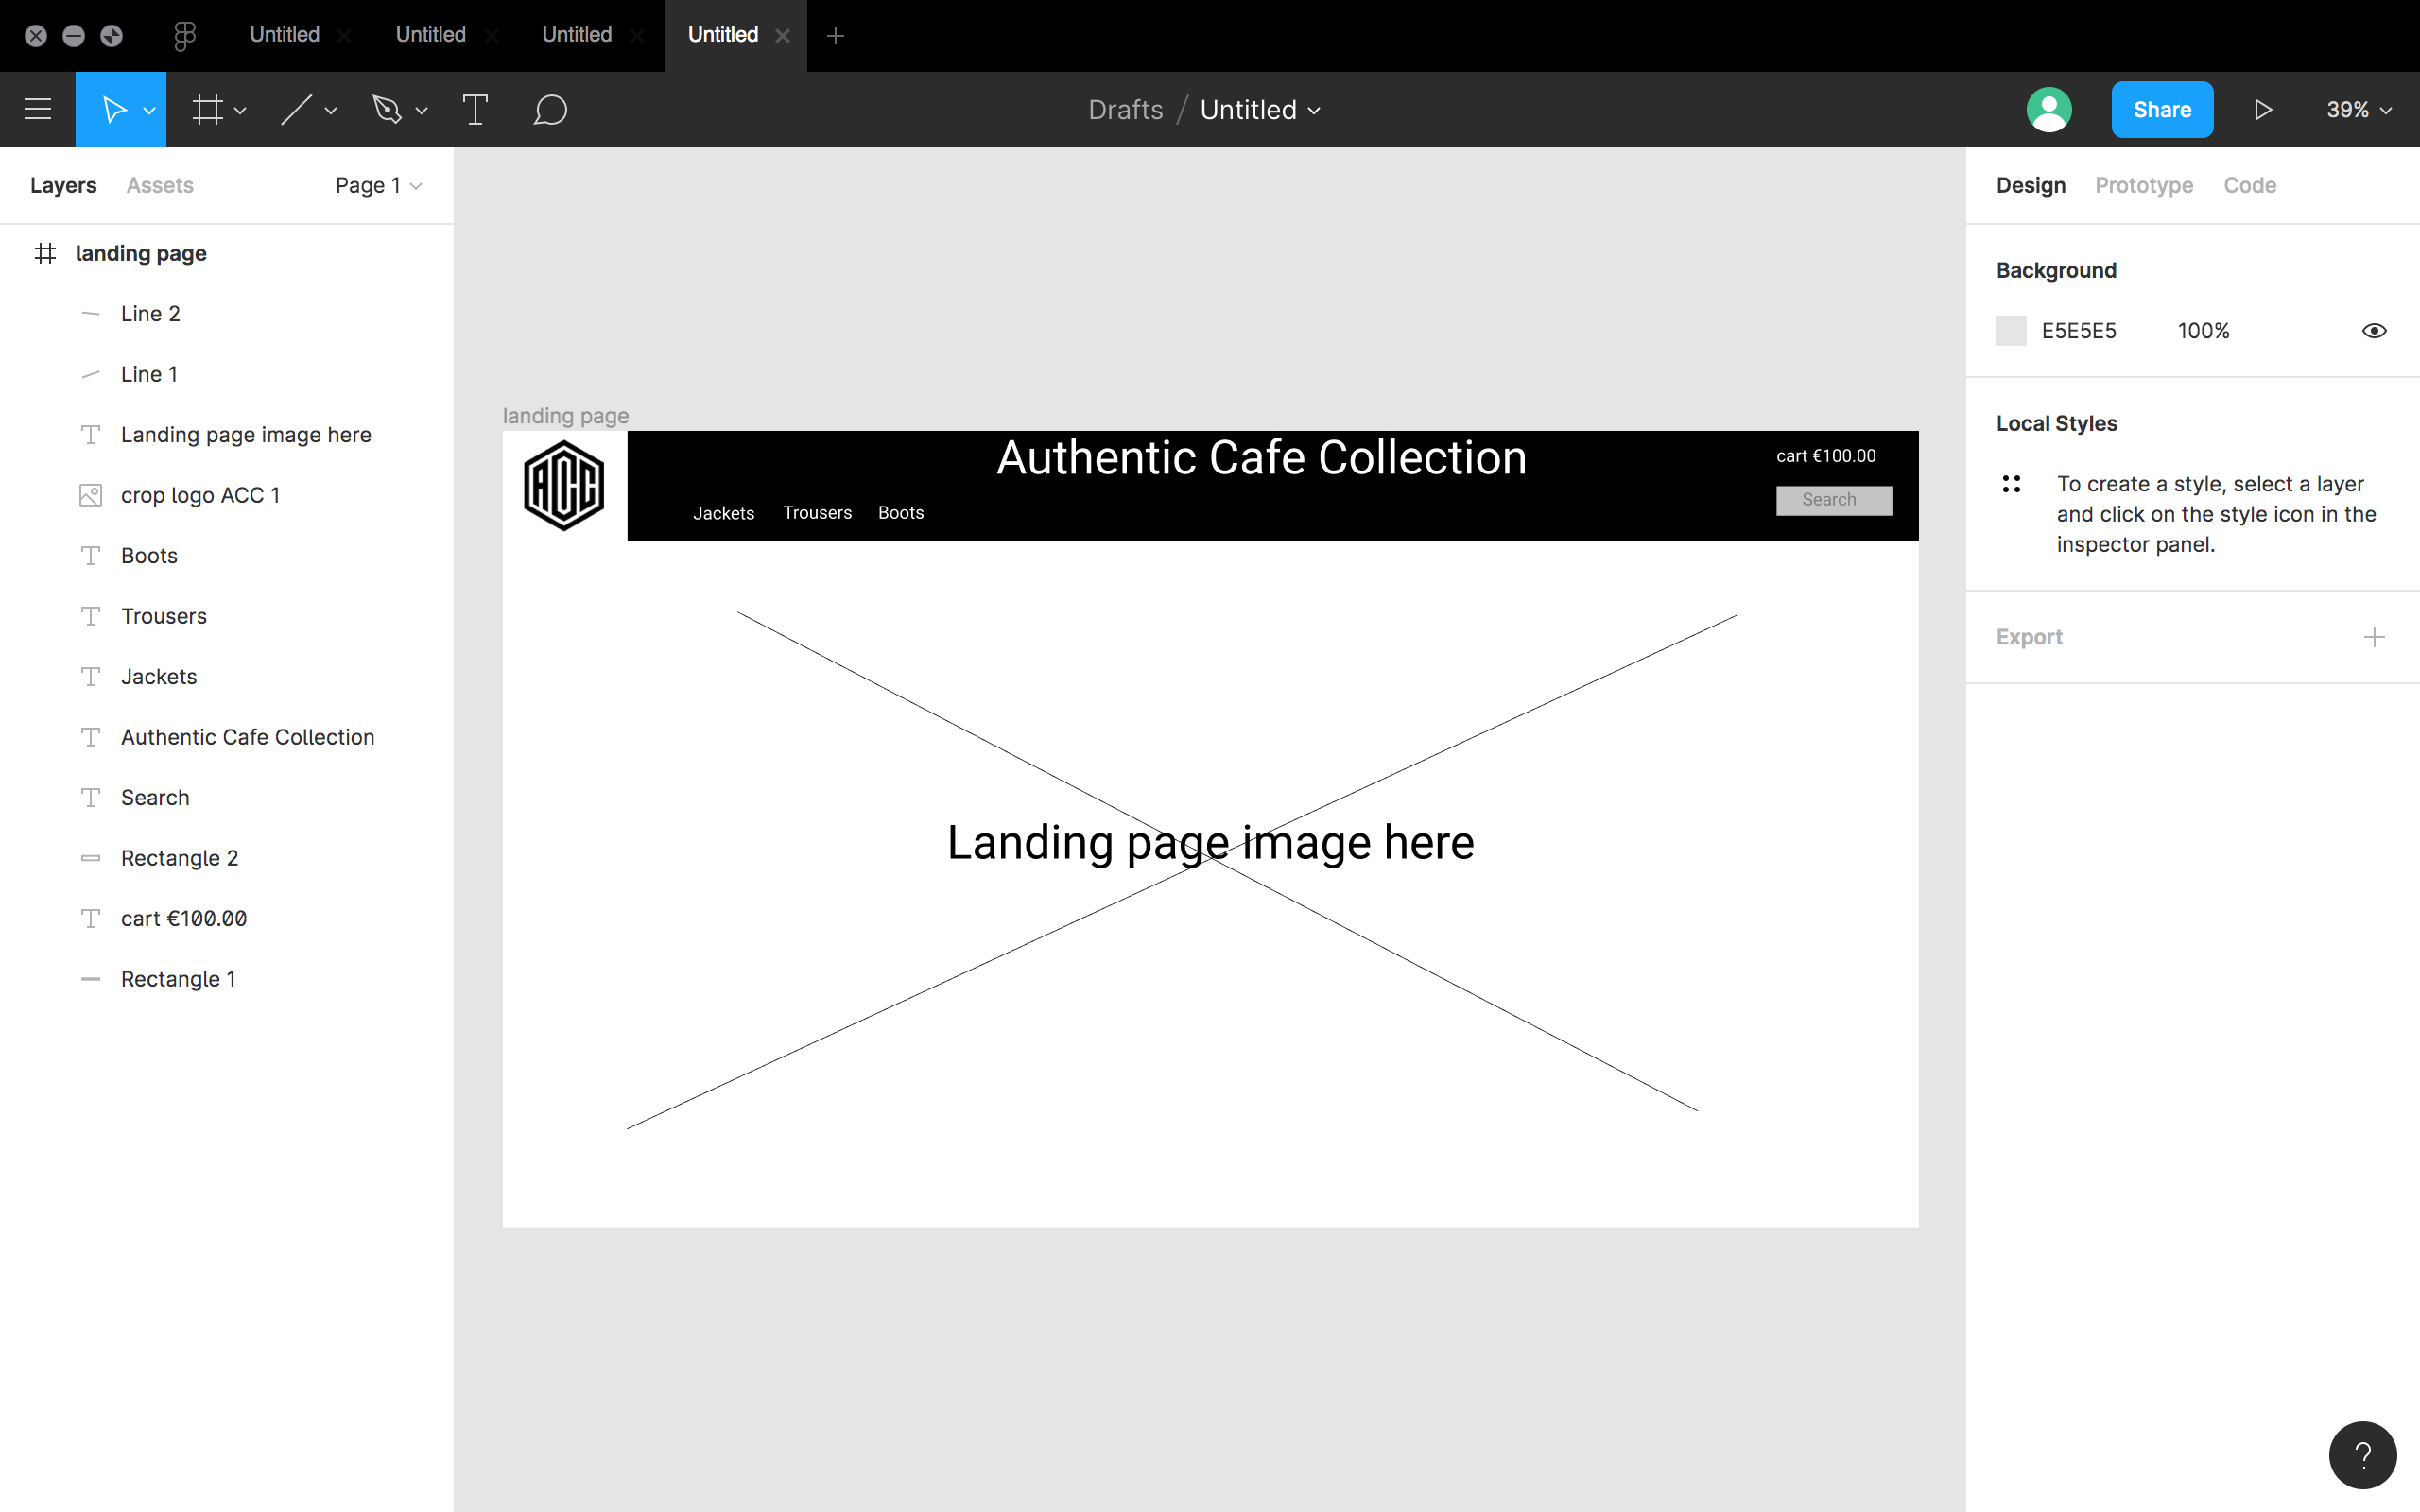 Untitled Untitled Untitled Untitled
Drafts / Untitled
Share
39%
Layers Assets Page 1
landing page
Line 2
Line 1
Landing page image here
crop logo ACC 1
Boots
Trousers
Jackets
Authentic Cafe Collection
Search
Rectangle 2
cart €100.00
Rectangle 1
landing page
ACC
Authentic Cafe Collection
cart €100.00
Search
Jackets Trousers Boots
Landing page image here
Design Prototype Code
Background
E5E5E5 100%
Local Styles
To create a style, select a layer
and click on the style icon in the
inspector panel.
Export
?